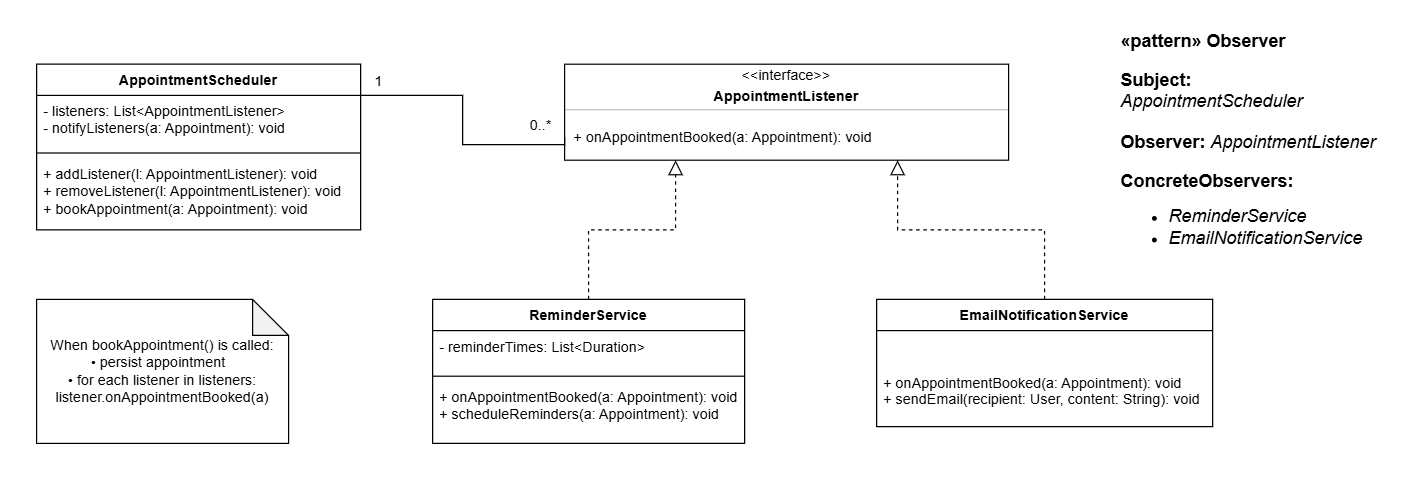 AppointmentScheduler
- listeners: List<AppointmentListener>
- notifyListeners(a: Appointment): void
+ addListener(l: AppointmentListener): void
+ removeListener(l: AppointmentListener): void
+ bookAppointment(a: Appointment): void
1
0..*
<<interface>>
AppointmentListener
+ onAppointmentBooked(a: Appointment): void
«pattern» Observer
Subject:
AppointmentScheduler
Observer: AppointmentListener
ConcreteObservers:
• ReminderService
• EmailNotificationService
When bookAppointment() is called:
• persist appointment
• for each listener in listeners:
listener.onAppointmentBooked(a)
ReminderService
- reminderTimes: List<Duration>
+ onAppointmentBooked(a: Appointment): void
+ scheduleReminders(a: Appointment): void
EmailNotificationService
+ onAppointmentBooked(a: Appointment): void
+ sendEmail(recipient: User, content: String): void